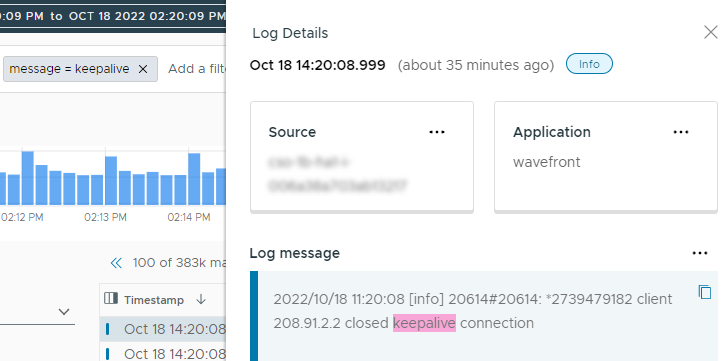 0:09 PM to OCT 18 2022 02:20:09 PM
message = keepalive
Add a filt
02:12 PM
02:13 PM
02:14 PM
100 of 383k ma
Timestamp
Oct 18 14:20:08
Oct 18 14:20:08
Log Details
Oct 18 14:20:08.999 (about 35 minutes ago) Info
Source
Application
wavefront
Log message
2022/10/18 11:20:08 [info] 20614#20614: *2739479182 client
208.91.2.2 closed keepalive connection